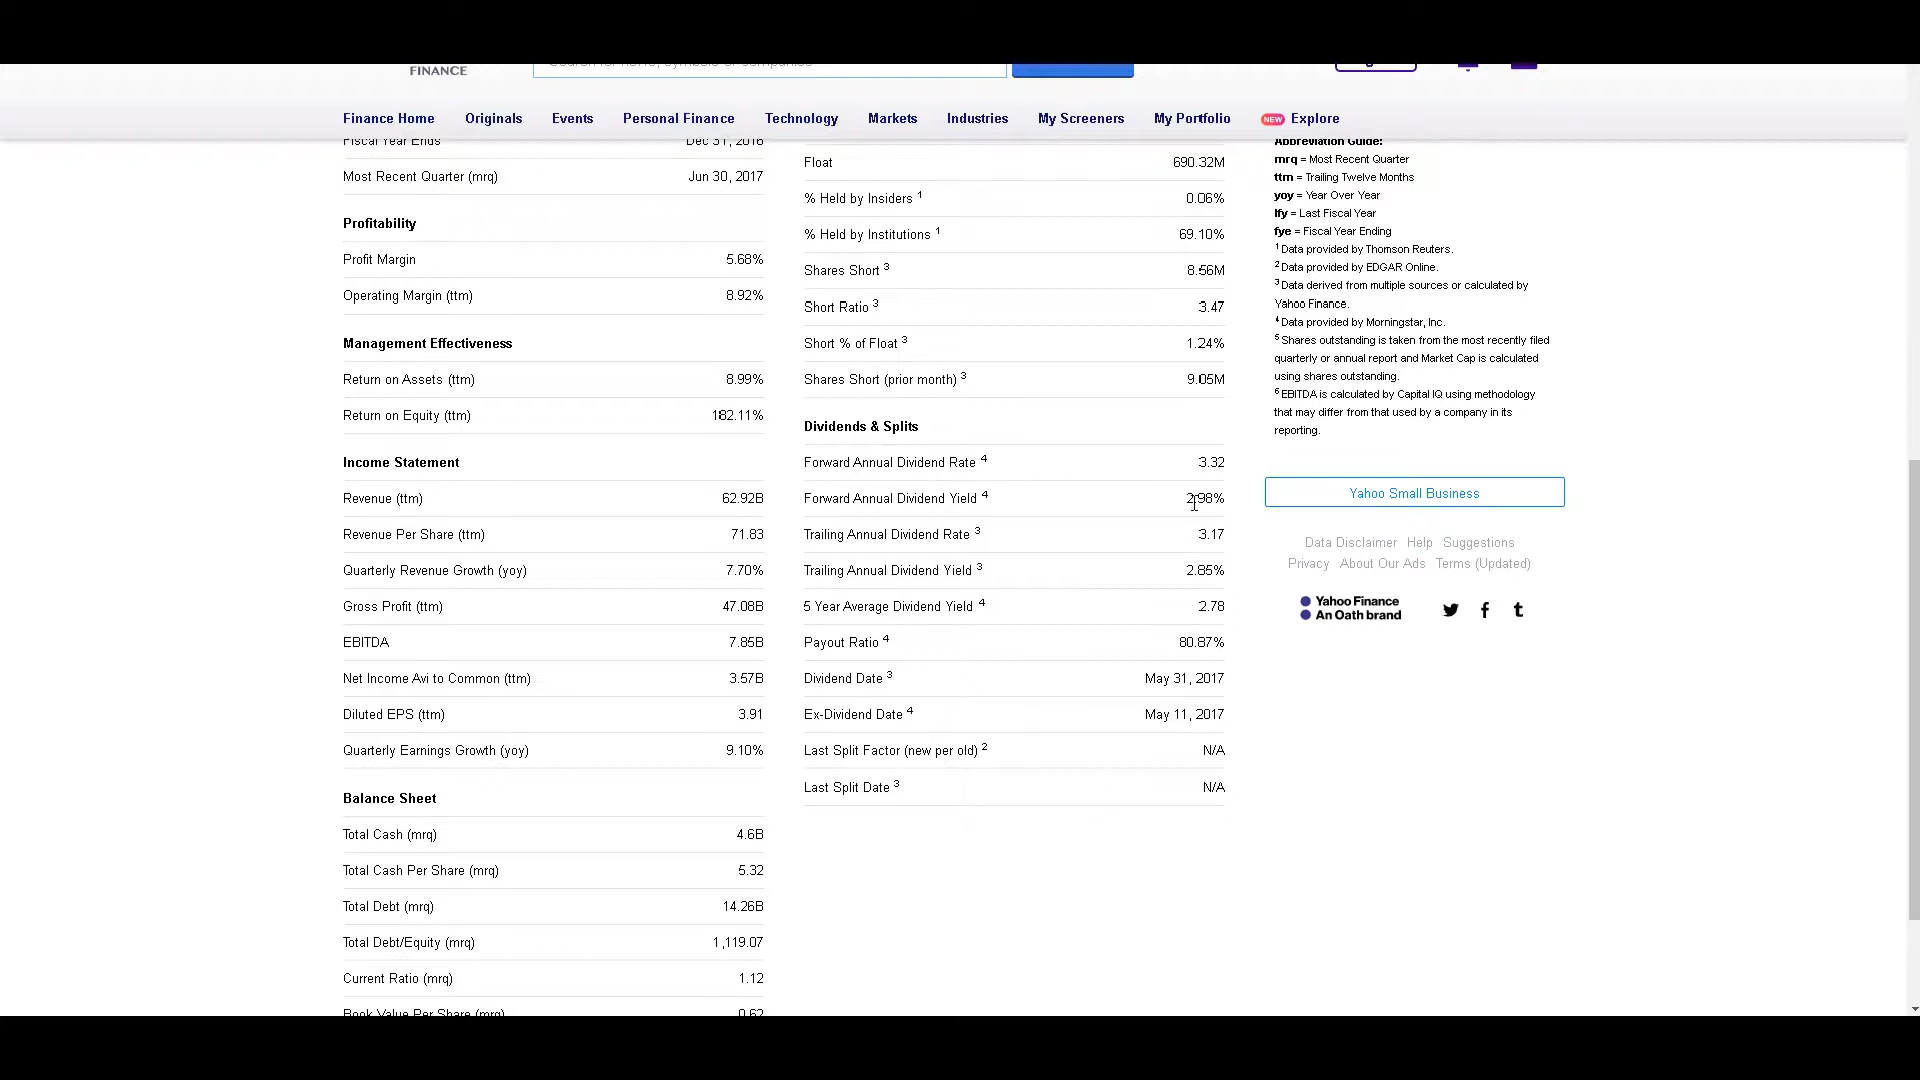 FINANCE
Finance Home Originals Events Personal Finance Technology Markets Industries My Screeners My Portfolio NEW Explore
Fiscal Year Ends Dec 31, 2016
Most Recent Quarter (mrq) Jun 30, 2017
Profitability
Profit Margin 5.68%
Operating Margin (ttm) 8.92%
Management Effectiveness
Return on Assets (ttm) 8.99%
Return on Equity (ttm) 182.11%
Income Statement
Revenue (ttm) 62.92B
Revenue Per Share (ttm) 71.83
Quarterly Revenue Growth (yoy) 7.70%
Gross Profit (ttm) 47.08B
EBITDA 7.85B
Net Income Avi to Common (ttm) 3.57B
Diluted EPS (ttm) 3.91
Quarterly Earnings Growth (yoy) 9.10%
Balance Sheet
Total Cash (mrq) 4.6B
Total Cash Per Share (mrq) 5.32
Total Debt (mrq) 14.26B
Total Debt/Equity (mrq) 1,119.07
Current Ratio (mrq) 1.12
Book Value Per Share (mrq) 0.62
Float 690.32M
% Held by Insiders 1 0.06%
% Held by Institutions 1 69.10%
Shares Short 3 8.56M
Short Ratio 3 3.47
Short % of Float 3 1.24%
Shares Short (prior month) 3 9.05M
Dividends & Splits
Forward Annual Dividend Rate 4 3.32
Forward Annual Dividend Yield 4 2.98%
Trailing Annual Dividend Rate 3 3.17
Trailing Annual Dividend Yield 3 2.85%
5 Year Average Dividend Yield 4 2.78
Payout Ratio 4 80.87%
Dividend Date 3 May 31, 2017
Ex-Dividend Date 4 May 11, 2017
Last Split Factor (new per old) 2 N/A
Last Split Date 3 N/A
Abbreviation Guide:
mrq = Most Recent Quarter
ttm = Trailing Twelve Months
yoy = Year Over Year
lfy = Last Fiscal Year
fye = Fiscal Year Ending
1 Data provided by Thomson Reuters.
2 Data provided by EDGAR Online.
3 Data derived from multiple sources or calculated by
Yahoo Finance.
4 Data provided by Morningstar, Inc.
5 Shares outstanding is taken from the most recently filed
quarterly or annual report and Market Cap is calculated
using shares outstanding.
6 EBITDA is calculated by Capital IQ using methodology
that may differ from that used by a company in its
reporting.
Yahoo Small Business
Data Disclaimer Help Suggestions
Privacy About Our Ads Terms (Updated)
Yahoo Finance
An Oath brand